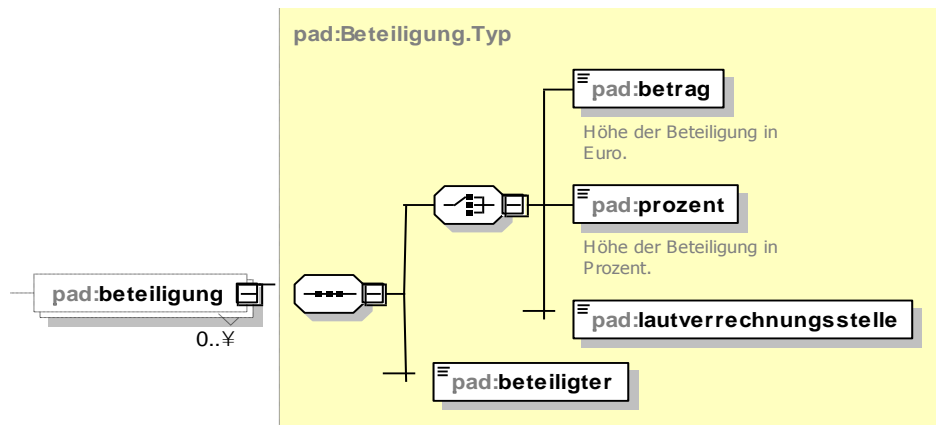 pad:Beteiligung.Typ
pad:betrag
Höhe der Beteiligung in
Euro.
pad:prozent
Höhe der Beteiligung in
Prozent.
pad:beteiligung
0..¥
pad:lautverrechnungsstelle
pad:beteiligter